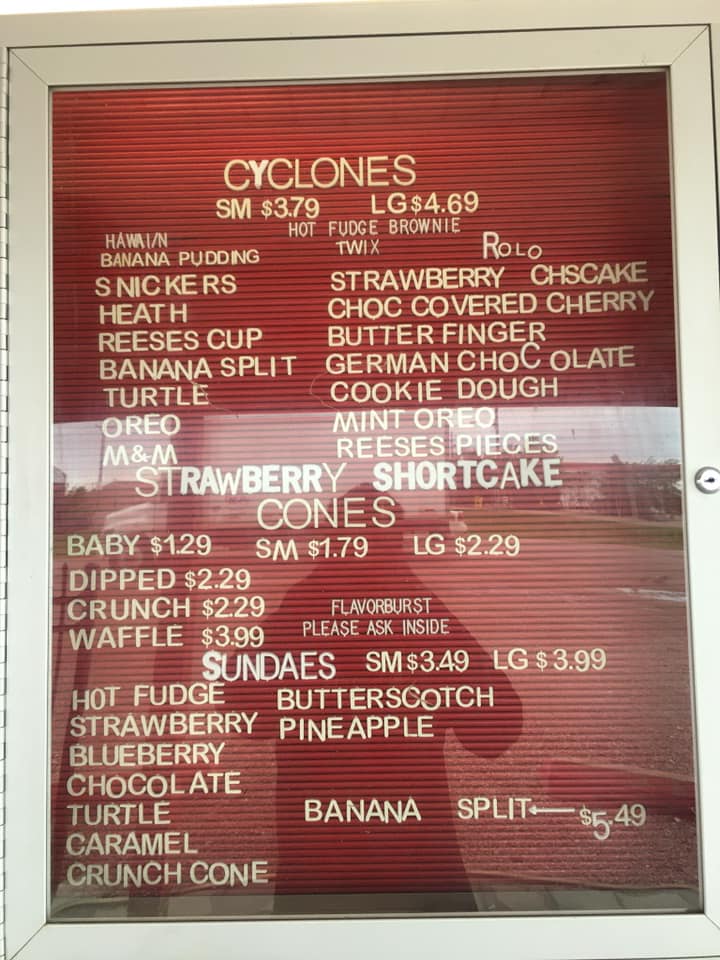 CYCLONES
SM $3.79 LG $4.69
HOT FUDGE BROWNIE
HAWAI/N TWIX ROLO
BANANA PUDDING
SNICKERS STRAWBERRY CHSCAKE
HEATH CHOC COVERED CHERRY
REESES CUP BUTTER FINGER
BANANA SPLIT GERMAN CHOCOLATE
TURTLE COOKIE DOUGH
OREO MINT OREO
M&M REESES PIECES
STRAWBERRY SHORTCAKE
CONES
BABY $1.29 SM $1.79 LG $2.29
DIPPED $2.29
CRUNCH $2.29 FLAVORBURST
WAFFLE $3.99 PLEASE ASK INSIDE
SUNDAES SM $3.49 LG $3.99
HOT FUDGE BUTTERSCOTCH
STRAWBERRY PINEAPPLE
BLUEBERRY
CHOCOLATE
TURTLE BANANA SPLIT ← $5.49
CARAMEL
CRUNCH CONE